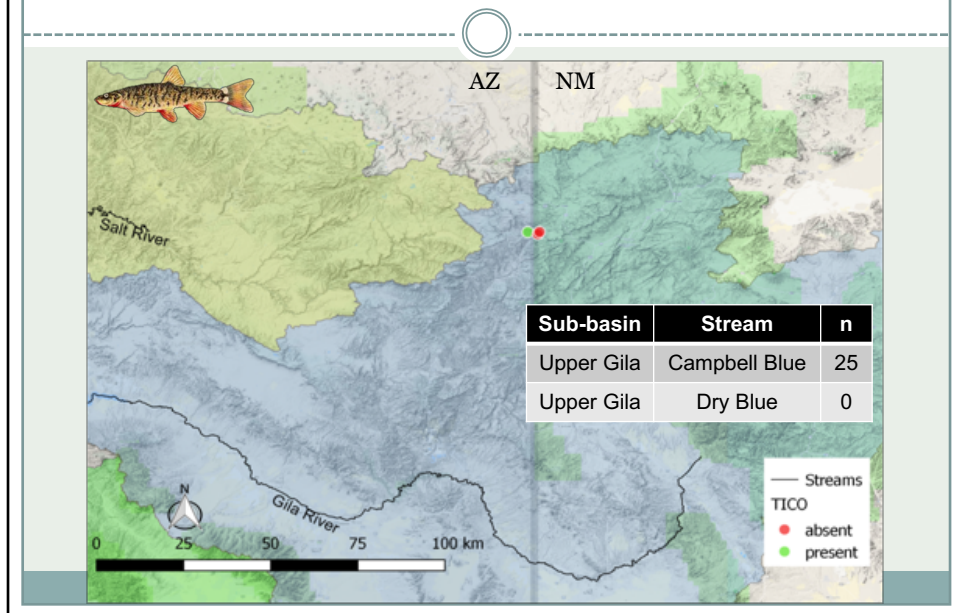 AZ NM
Salt River
Sub-basin Stream n
Upper Gila Campbell Blue 25
Upper Gila Dry Blue 0
Streams
TICO
absent
present
N
Gila River
0 25 50 75 100 km